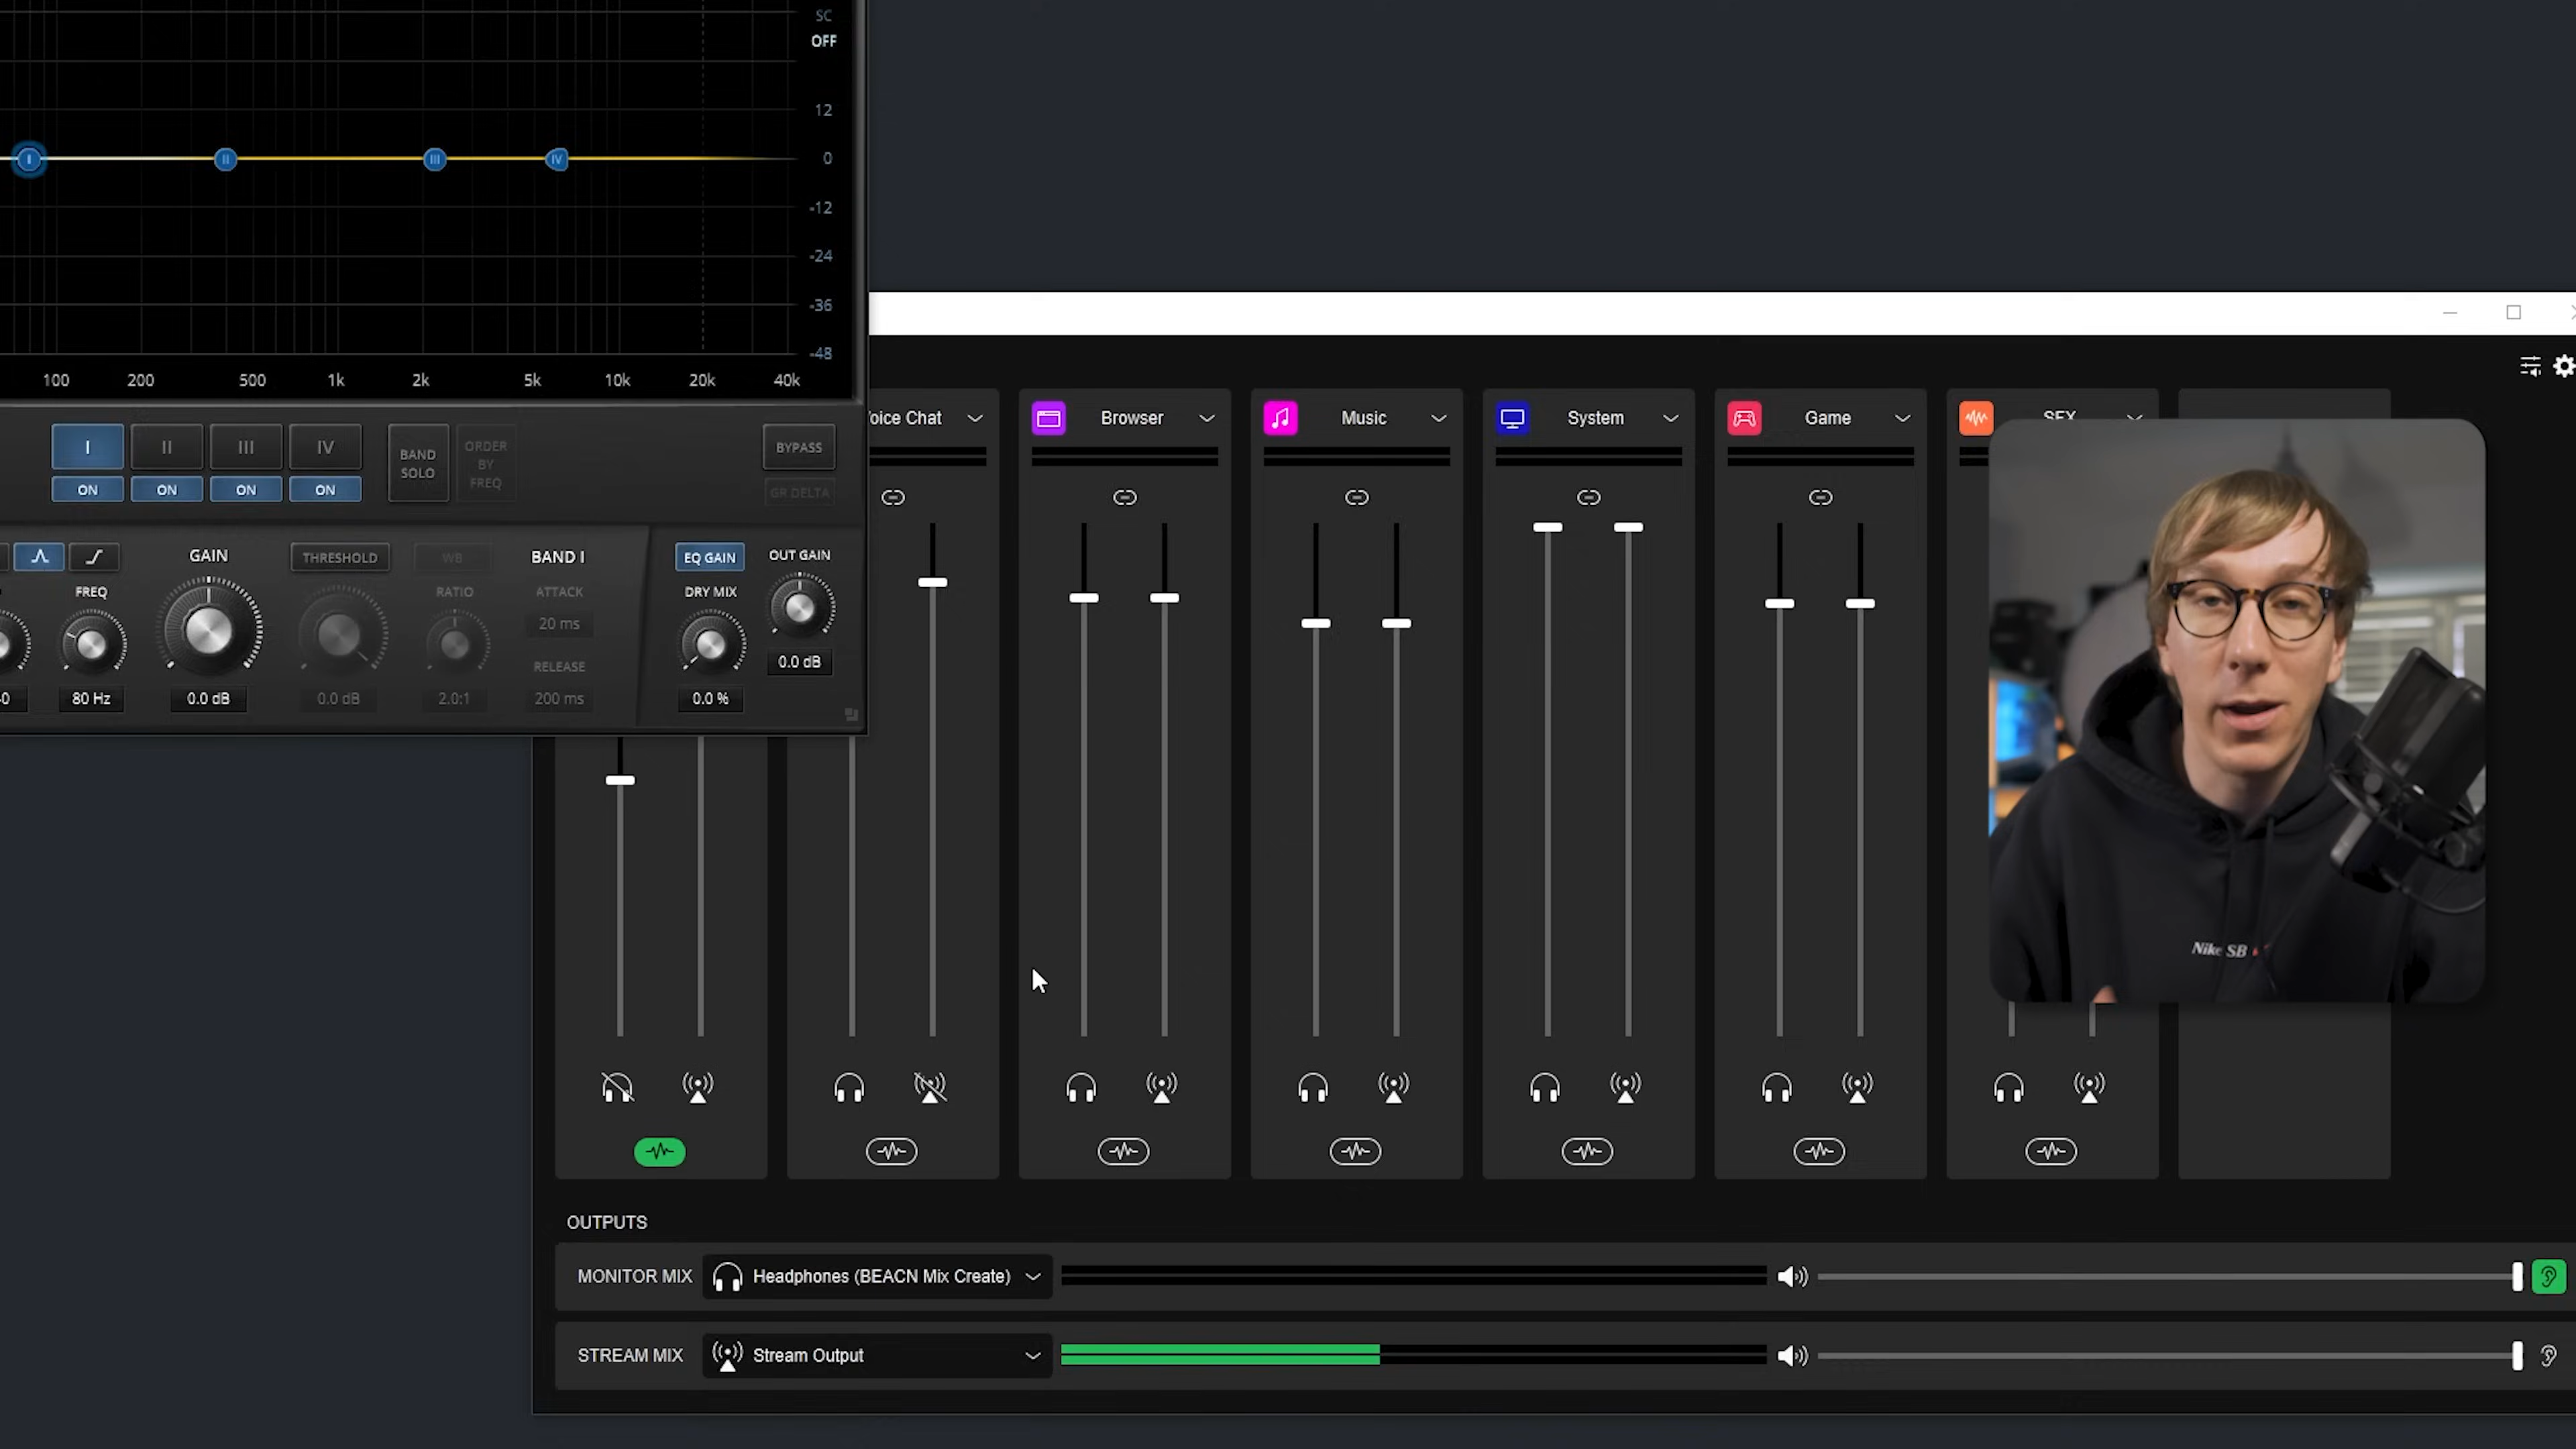 SC
OFF
12
0
-12
-24
-36
-48
100 200 500 1k 2k 5k 10k 20k 40k
I II III IV
I II III IV
ON ON ON ON
BAND
SOLO
ORDER
BY
FREQ
BYPASS
GR DELTA
GAIN
THRESHOLD
WB
BAND I
EQ GAIN
OUT GAIN
FREQ
RATIO
ATTACK
20 ms
RELEASE
DRY MIX
80 Hz
0.0 dB
0.0 dB
2.0:1
200 ms
0.0 %
0.0 dB
oice Chat
Browser
Music
System
Game
SFX
Nike SB
OUTPUTS
MONITOR MIX Headphones (BEACN Mix Create)
STREAM MIX Stream Output